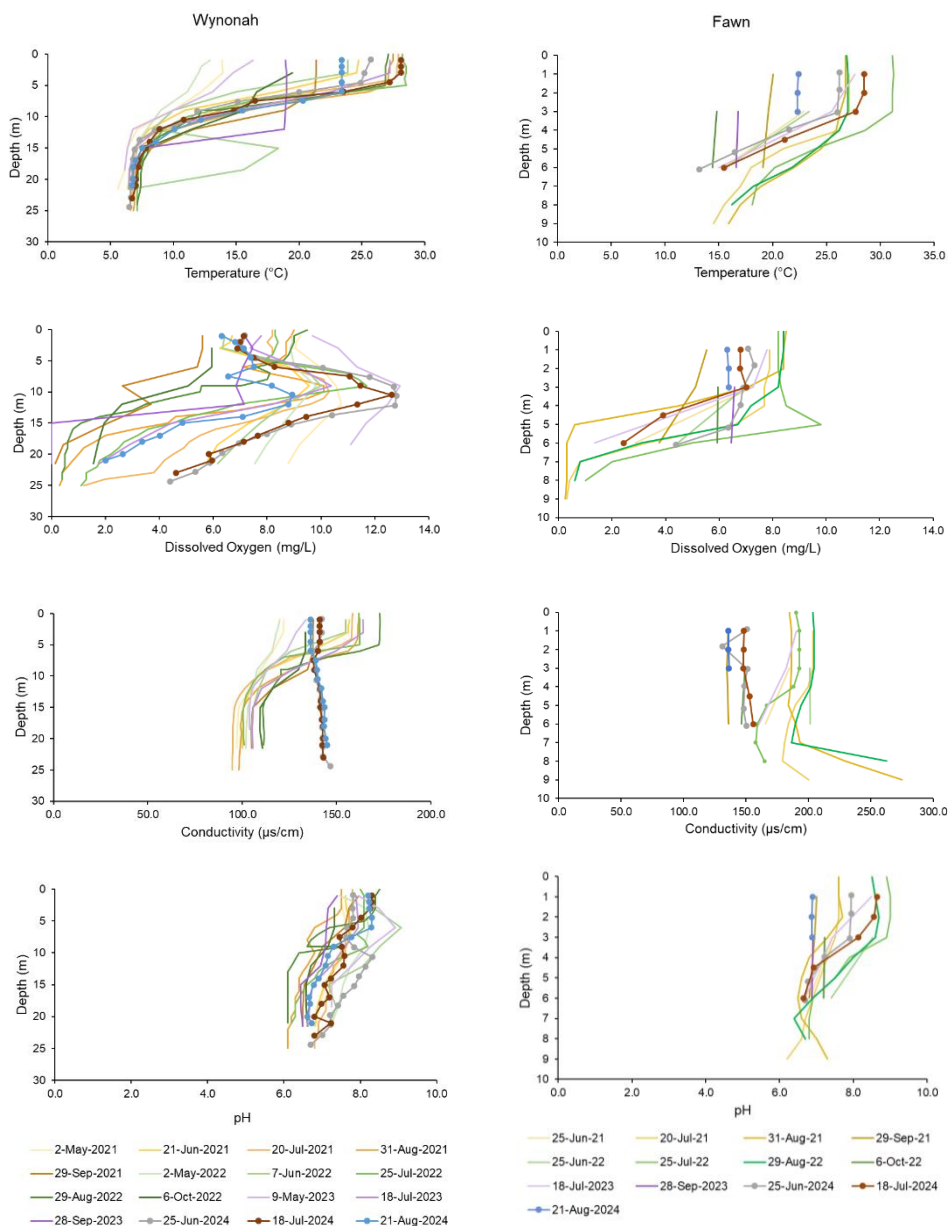 Wynonah
0
5
10
15
20
25
30
Depth (m)
0.0 5.0 10.0 15.0 20.0 25.0 30.0
Temperature (°C)
Fawn
0
1
2
3
4
5
6
7
8
9
10
Depth (m)
0.0 5.0 10.0 15.0 20.0 25.0 30.0 35.0
Temperature (°C)
0
5
10
15
20
25
30
Depth (m)
0.0 2.0 4.0 6.0 8.0 10.0 12.0 14.0
Dissolved Oxygen (mg/L)
0
1
2
3
4
5
6
7
8
9
10
Depth (m)
0.0 2.0 4.0 6.0 8.0 10.0 12.0 14.0
Dissolved Oxygen (mg/L)
0
5
10
15
20
25
30
Depth (m)
0.0 50.0 100.0 150.0 200.0
Conductivity (µs/cm)
0
1
2
3
4
5
6
7
8
9
10
Depth (m)
0.0 50.0 100.0 150.0 200.0 250.0 300.0
Conductivity (µs/cm)
0
5
10
15
20
25
30
Depth (m)
0.0 2.0 4.0 6.0 8.0 10.0
pH
0
1
2
3
4
5
6
7
8
9
10
Depth (m)
0.0 2.0 4.0 6.0 8.0 10.0
pH
2-May-2021 21-Jun-2021 20-Jul-2021 31-Aug-2021
29-Sep-2021 2-May-2022 7-Jun-2022 25-Jul-2022
29-Aug-2022 6-Oct-2022 9-May-2023 18-Jul-2023
28-Sep-2023 25-Jun-2024 18-Jul-2024 21-Aug-2024
25-Jun-21 20-Jul-21 31-Aug-21 29-Sep-21
25-Jun-22 25-Jul-22 29-Aug-22 6-Oct-22
18-Jul-2023 28-Sep-2023 25-Jun-2024 18-Jul-2024
21-Aug-2024